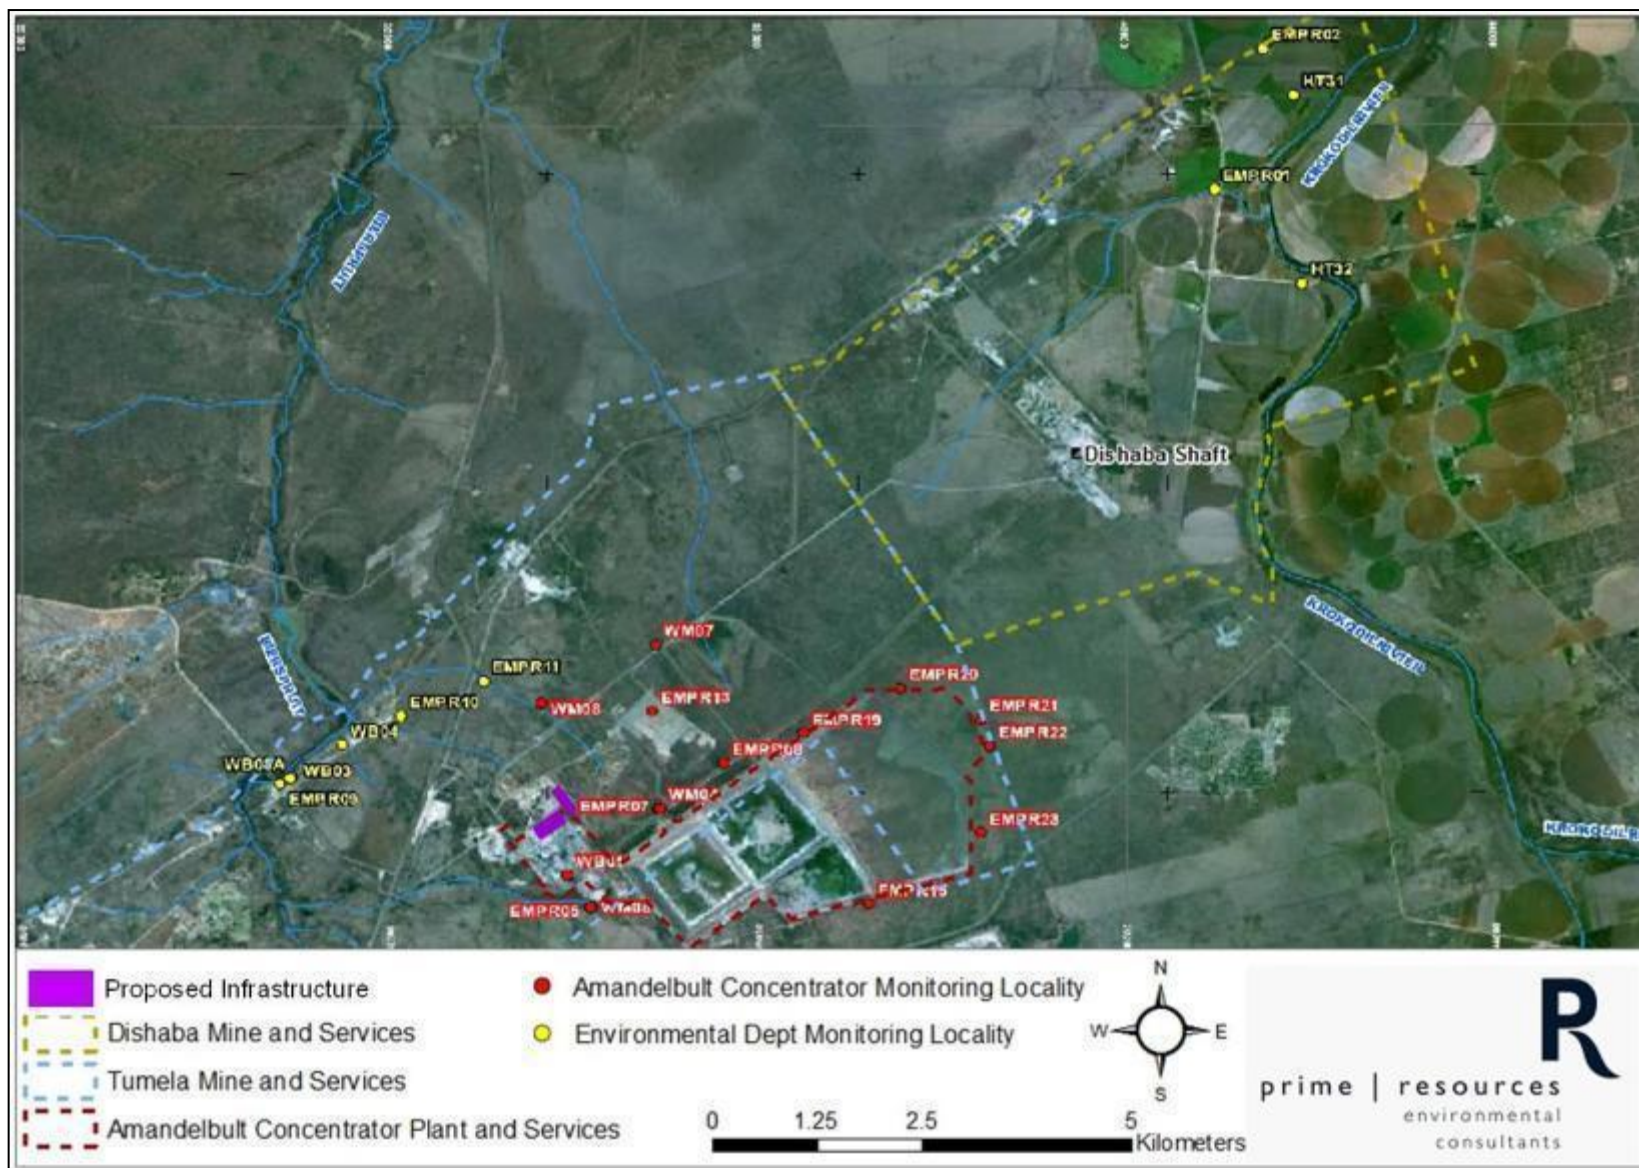 EMPR02
HT31
KROKODILRIVIER
EMPR01
BIERSPRUIT
HT32
Dishaba Shaft
KROKODILRIVIER
WM07
EMPR11
EMPR20
EMPR13
WM08
EMPR10
EMPR21
EMPR19
EMPR22
WB04
EMPR08
WB03
EMPR09
WM04
EMPR07
EMPR23
EMPR05
Proposed Infrastructure
Dishaba Mine and Services
Tumela Mine and Services
Amandelbult Concentrator Plant and Services
Amandelbult Concentrator Monitoring Locality
Environmental Dept Monitoring Locality
N
W
E
S
0 1.25 2.5 5
Kilometers
R
prime | resources
environmental
consultants